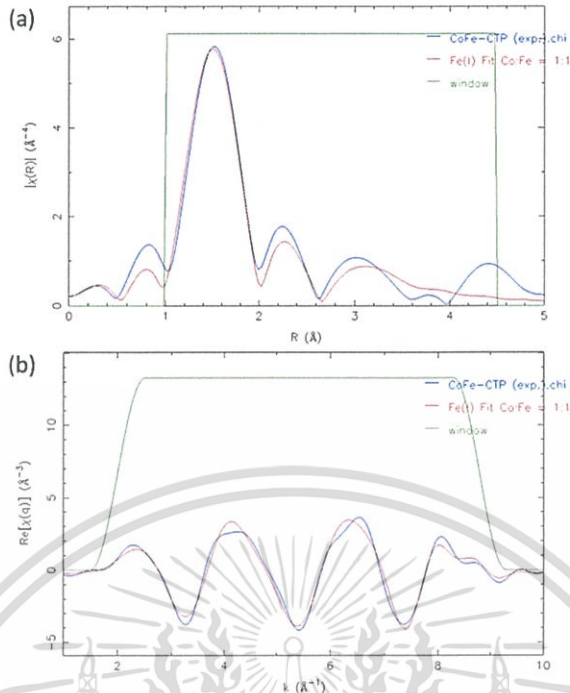 (a)
6
4
2
0
|χ(R)| (Å⁻⁴)
CoFe-CTP (exp.).chi
Fe(t) Fit Co:Fe = 1:1
window
0 1 2 3 4 5
R (Å)
(b)
10
5
0
−5
Re[χ(q)] (Å⁻³)
CoFe-CTP (exp.).chi
Fe(t) Fit Co:Fe = 1:1
window
2 4 6 8 10
k (Å⁻¹)